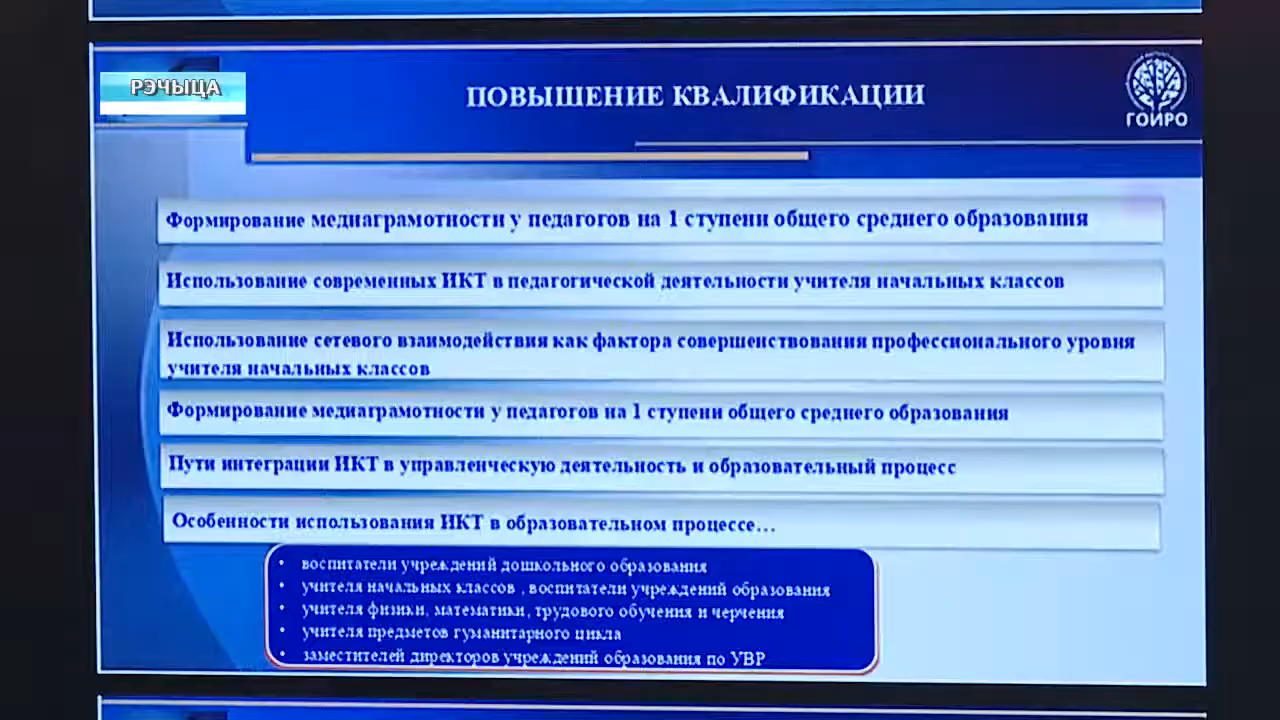 РЭЧЫЦА
ПОВЫШЕНИЕ КВАЛИФИКАЦИИ
ГОИРО
Формирование медиаграмотности у педагогов на 1 ступени общего среднего образования
Использование современных ИКТ в педагогической деятельности учителя начальных классов
Использование сетевого взаимодействия как фактора совершенствования профессионального уровня
учителя начальных классов
Формирование медиаграмотности у педагогов на 1 ступени общего среднего образования
Пути интеграции ИКТ в управленческую деятельность и образовательный процесс
Особенности использования ИКТ в образовательном процессе…
• воспитатели учреждений дошкольного образования
• учителя начальных классов , воспитатели учреждений образования
• учителя физики, математики, трудового обучения и черчения
• учителя предметов гуманитарного цикла
• заместителей директоров учреждений образования по УВР